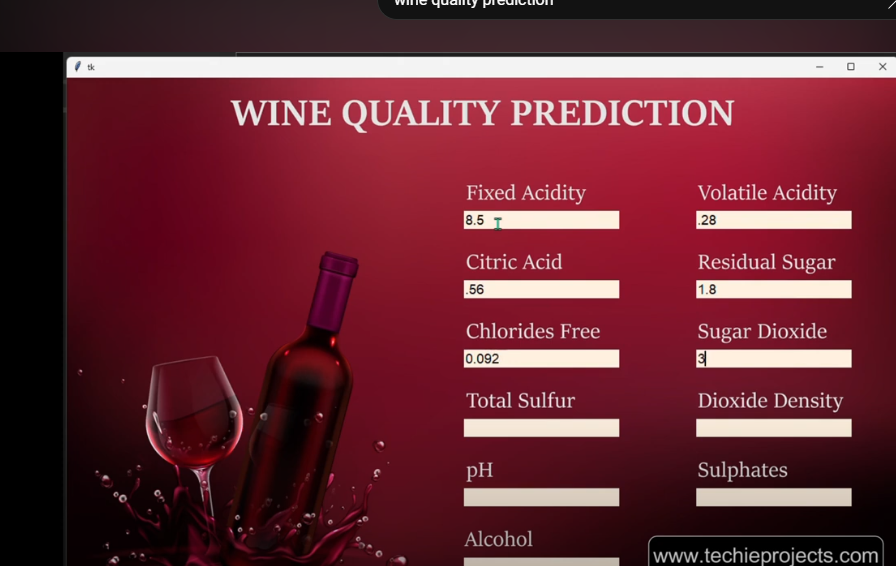 wine quality prediction
tk
WINE QUALITY PREDICTION
Fixed Acidity Volatile Acidity
8.5 .28
Citric Acid Residual Sugar
.56 1.8
Chlorides Free Sugar Dioxide
0.092 3
Total Sulfur Dioxide Density
pH Sulphates
Alcohol
www.techieprojects.com